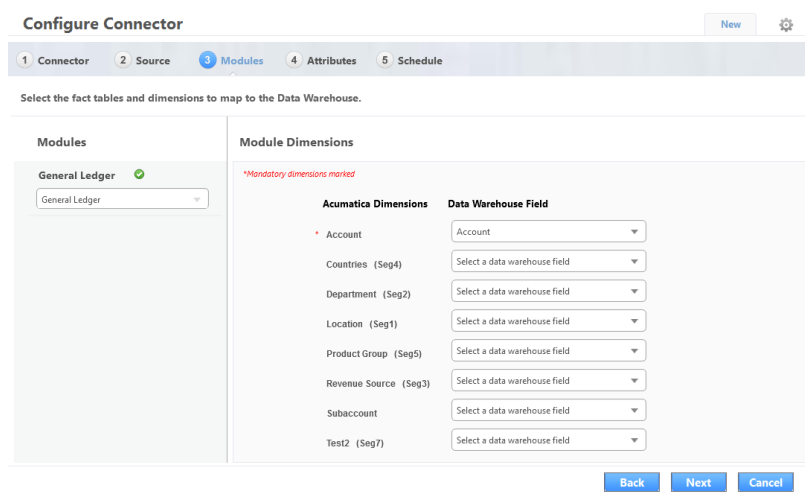 Configure Connector
New
1 Connector 2 Source 3 Modules 4 Attributes 5 Schedule
Select the fact tables and dimensions to map to the Data Warehouse.
Modules
General Ledger
General Ledger
Module Dimensions
*Mandatory dimensions marked
Acumatica Dimensions Data Warehouse Field
* Account Account
Countries (Seg4) Select a data warehouse field
Department (Seg2) Select a data warehouse field
Location (Seg1) Select a data warehouse field
Product Group (Seg5) Select a data warehouse field
Revenue Source (Seg3) Select a data warehouse field
Subaccount Select a data warehouse field
Test2 (Seg7) Select a data warehouse field
Back Next Cancel